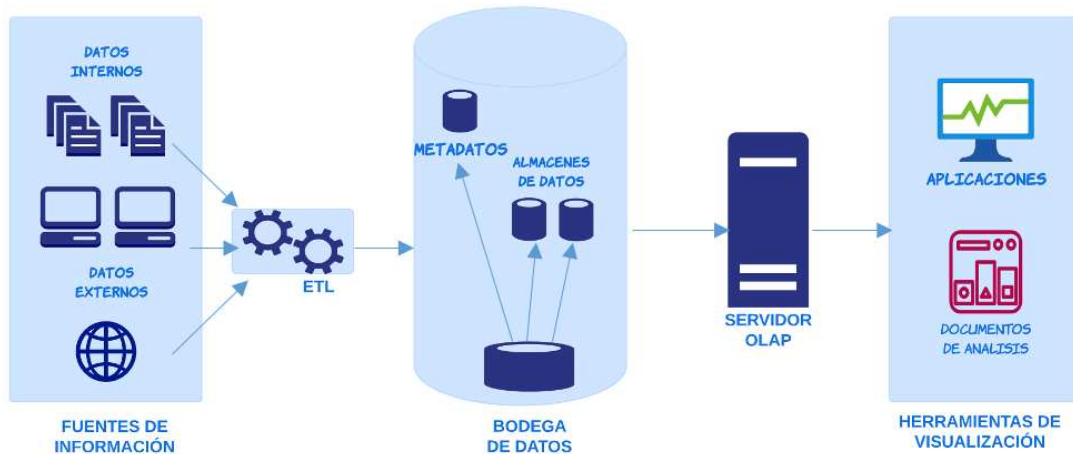 DATOS
INTERNOS
DATOS
EXTERNOS
FUENTES DE
INFORMACIÓN
ETL
METADATOS
ALMACENES
DE DATOS
BODEGA
DE DATOS
SERVIDOR
OLAP
APLICACIONES
DOCUMENTOS
DE ANALISIS
HERRAMIENTAS DE
VISUALIZACIÓN